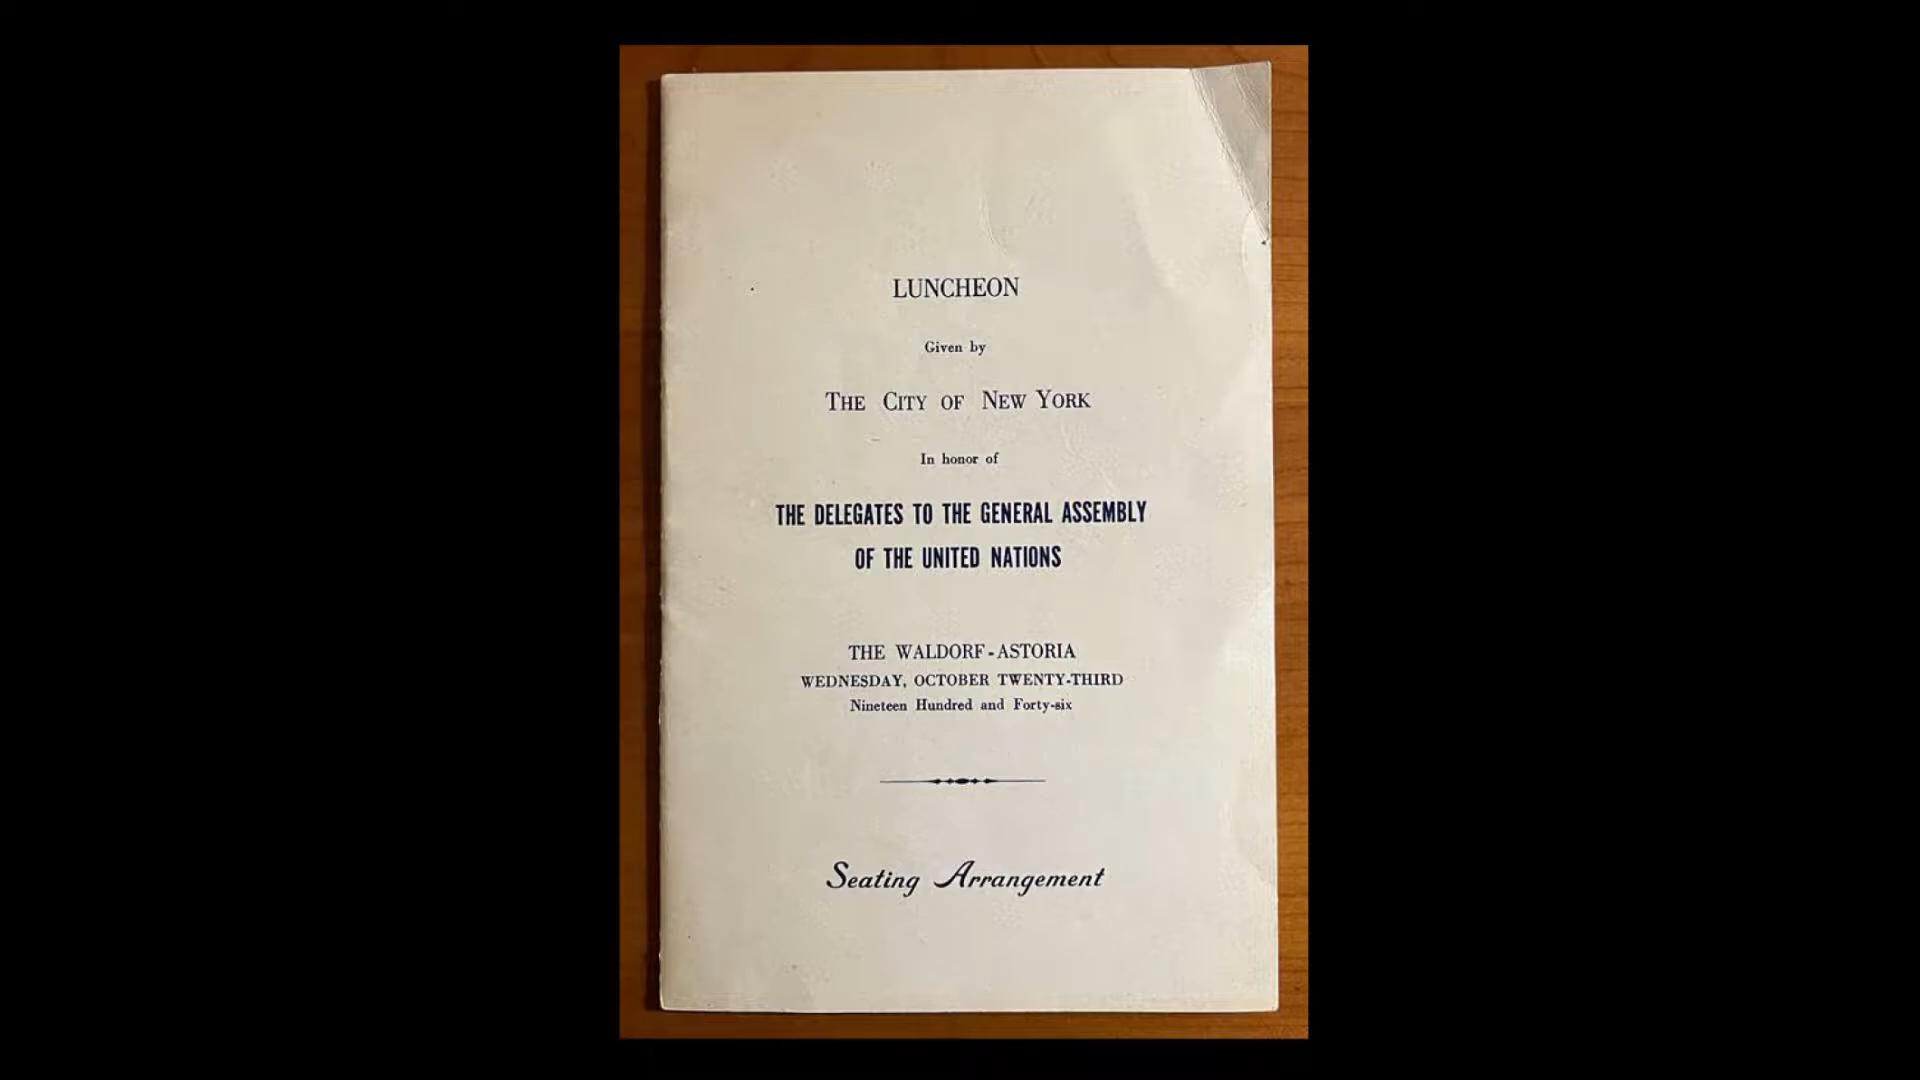 LUNCHEON
Given by
THE CITY OF NEW YORK
In honor of
THE DELEGATES TO THE GENERAL ASSEMBLY
OF THE UNITED NATIONS
THE WALDORF-ASTORIA
WEDNESDAY, OCTOBER TWENTY-THIRD
Nineteen Hundred and Forty-six
Seating Arrangement